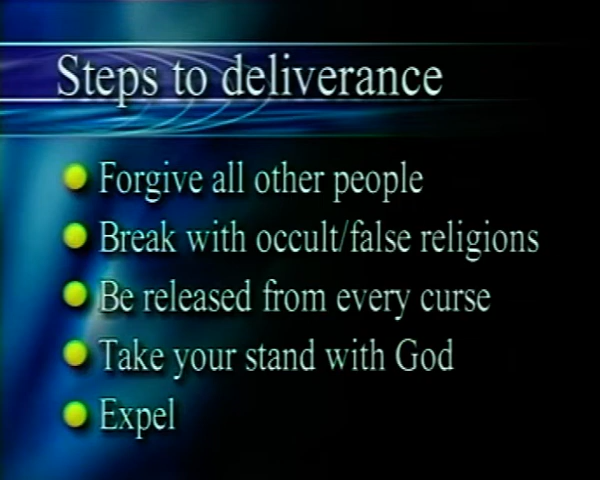 Steps to deliverance
Forgive all other people
Break with occult/false religions
Be released from every curse
Take your stand with God
Expel